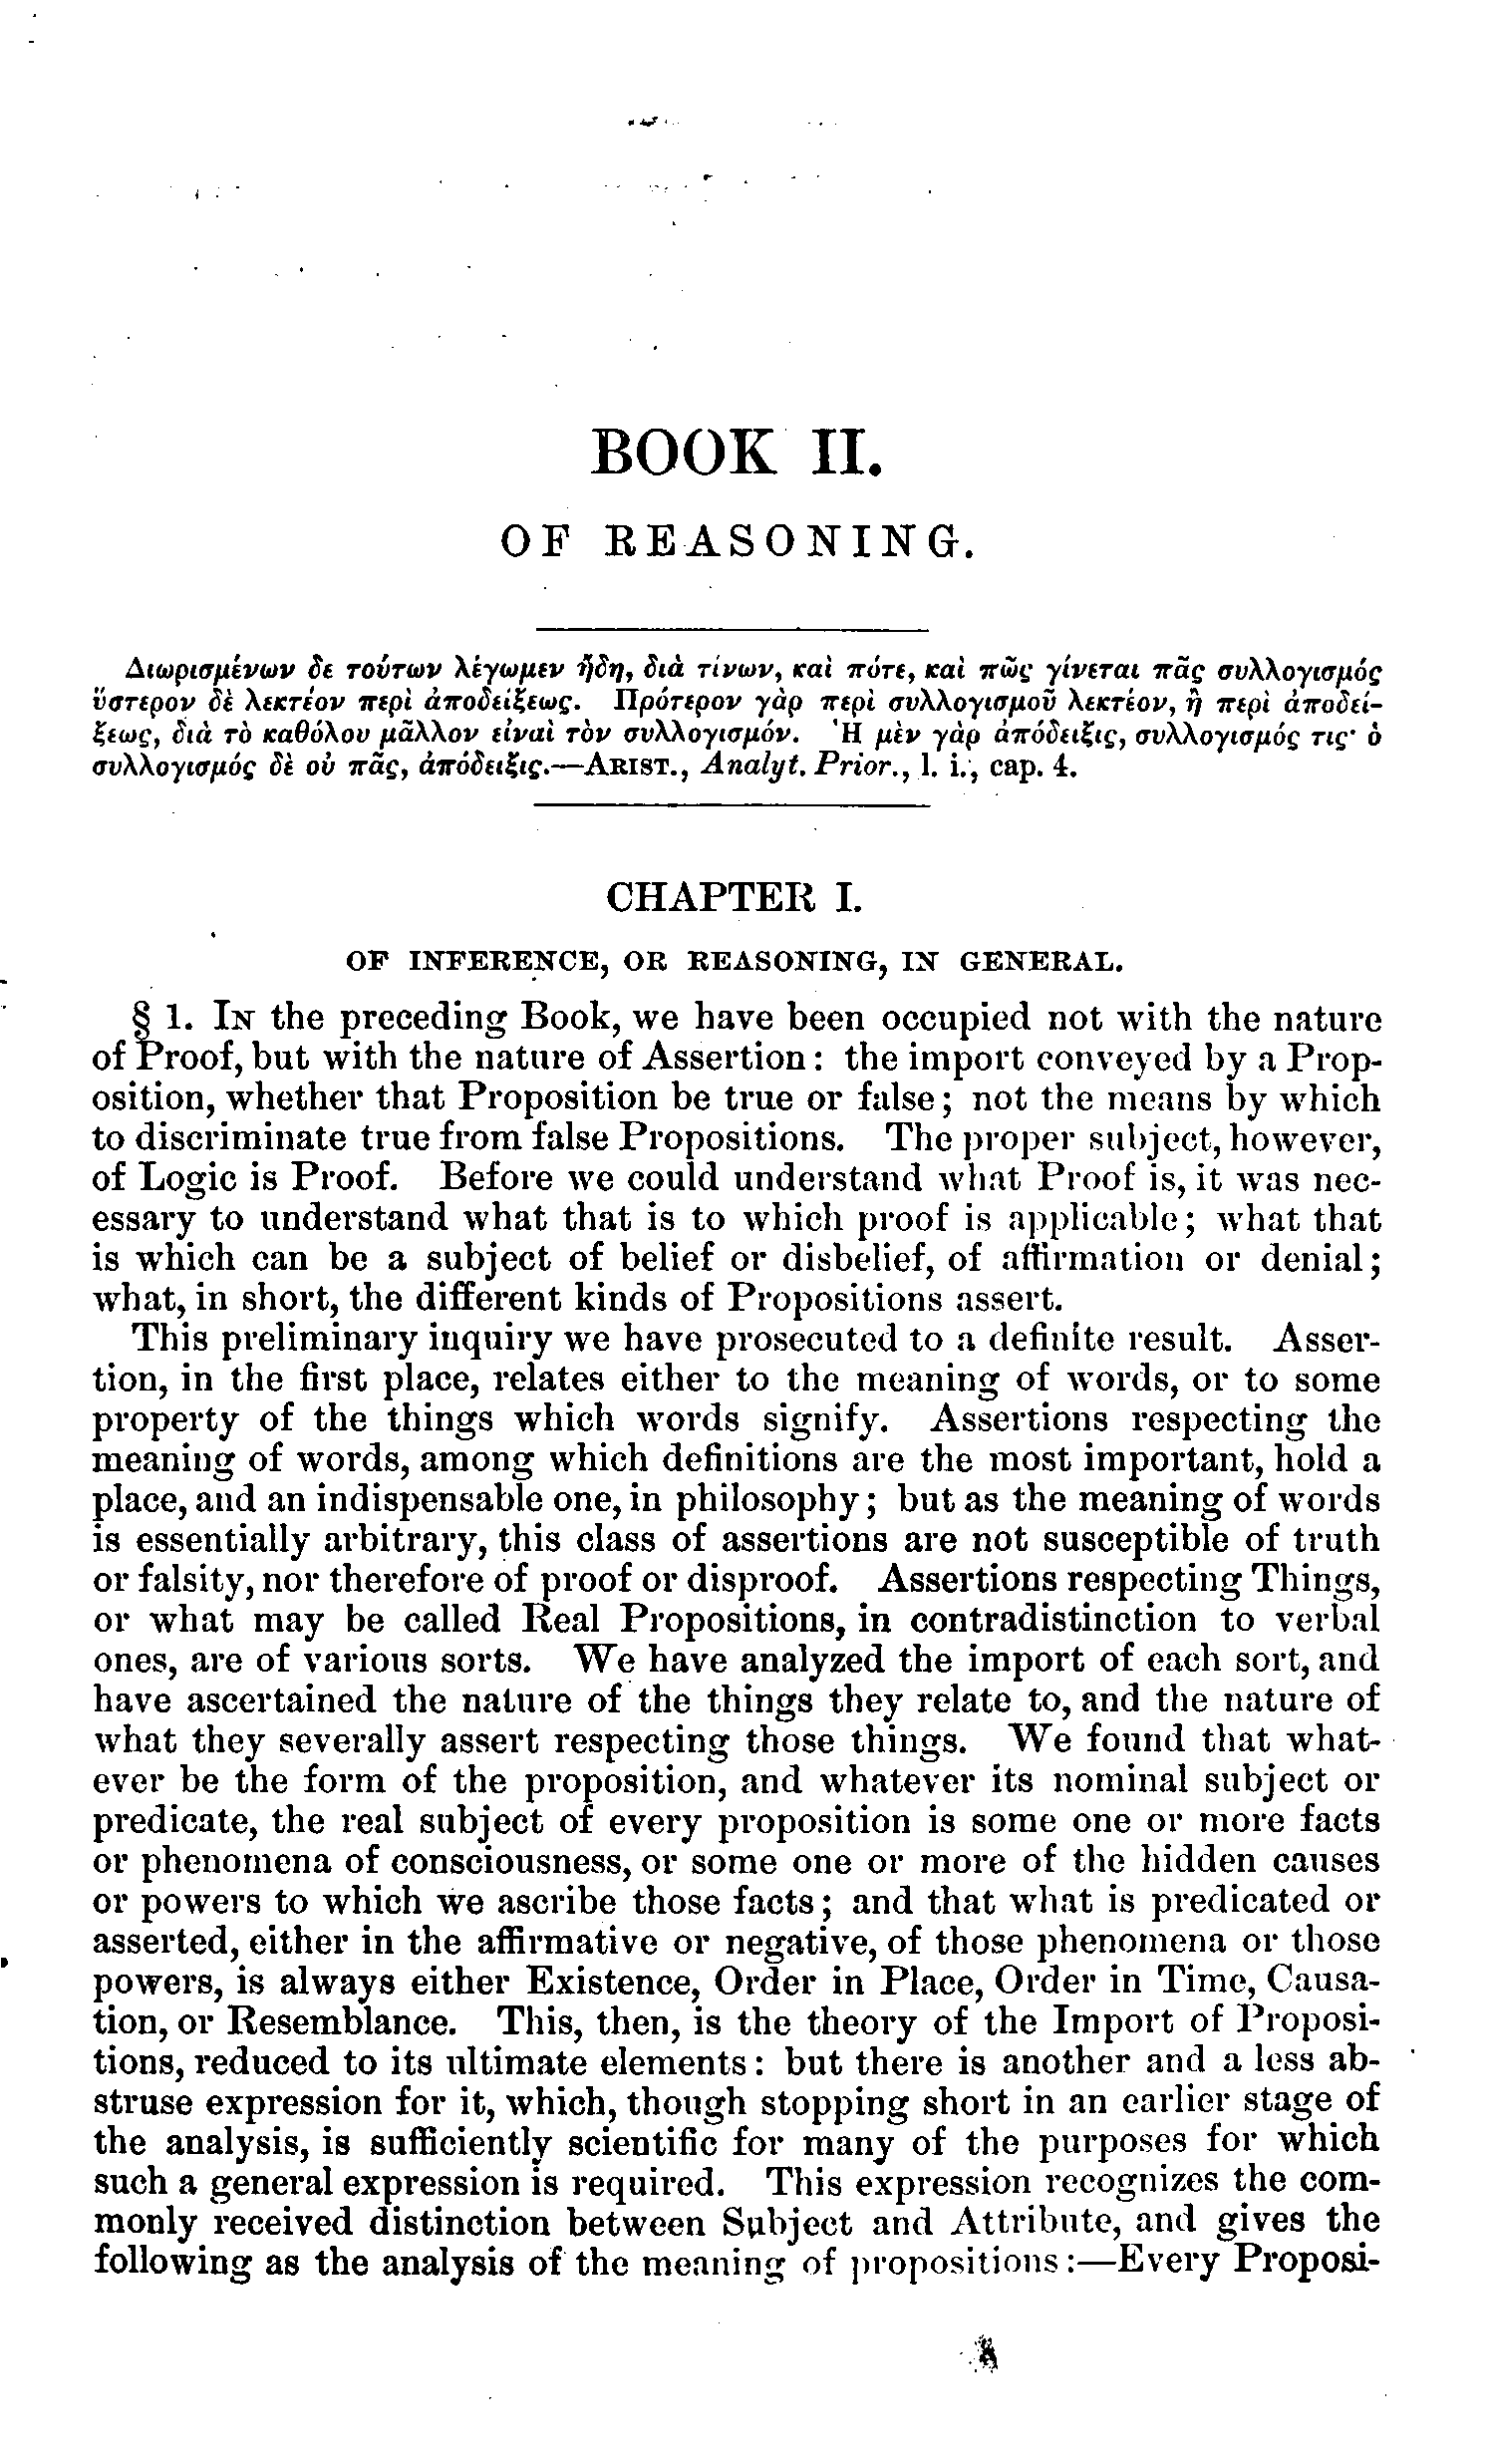 BOOK II.
OF REASONING.
Διωρισμένων δε τούτων λέγωμεν ἤδη, διὰ τίνων, καὶ πότε, καὶ πῶς γίνεται πᾶς συλλογισμός
ὕστερον δὲ λεκτέον περὶ ἀποδείξεως. Πρότερον γὰρ περὶ συλλογισμοῦ λεκτέον, ἢ περὶ ἀποδεί-
ξεως, διὰ τὸ καθόλου μᾶλλον εἰναὶ τὸν συλλογισμόν. Ἡ μὲν γὰρ ἀπόδειξις, συλλογισμός τις· ὁ
συλλογισμός δὲ οὐ πᾶς, ἀπόδειξις.—ARIST., Analyt. Prior., l. i., cap. 4.
CHAPTER I.
OF INFERENCE, OR REASONING, IN GENERAL.
§ 1. IN the preceding Book, we have been occupied not with the nature
of Proof, but with the nature of Assertion: the import conveyed by a Prop-
osition, whether that Proposition be true or false; not the means by which
to discriminate true from false Propositions. The proper subject, however,
of Logic is Proof. Before we could understand what Proof is, it was nec-
essary to understand what that is to which proof is applicable; what that
is which can be a subject of belief or disbelief, of affirmation or denial;
what, in short, the different kinds of Propositions assert.
This preliminary inquiry we have prosecuted to a definite result. Asser-
tion, in the first place, relates either to the meaning of words, or to some
property of the things which words signify. Assertions respecting the
meaning of words, among which definitions are the most important, hold a
place, and an indispensable one, in philosophy; but as the meaning of words
is essentially arbitrary, this class of assertions are not susceptible of truth
or falsity, nor therefore of proof or disproof. Assertions respecting Things,
or what may be called Real Propositions, in contradistinction to verbal
ones, are of various sorts. We have analyzed the import of each sort, and
have ascertained the nature of the things they relate to, and the nature of
what they severally assert respecting those things. We found that what-
ever be the form of the proposition, and whatever its nominal subject or
predicate, the real subject of every proposition is some one or more facts
or phenomena of consciousness, or some one or more of the hidden causes
or powers to which we ascribe those facts; and that what is predicated or
asserted, either in the affirmative or negative, of those phenomena or those
powers, is always either Existence, Order in Place, Order in Time, Causa-
tion, or Resemblance. This, then, is the theory of the Import of Proposi-
tions, reduced to its ultimate elements: but there is another and a less ab-
struse expression for it, which, though stopping short in an earlier stage of
the analysis, is sufficiently scientific for many of the purposes for which
such a general expression is required. This expression recognizes the com-
monly received distinction between Subject and Attribute, and gives the
following as the analysis of the meaning of propositions:—Every Proposi-